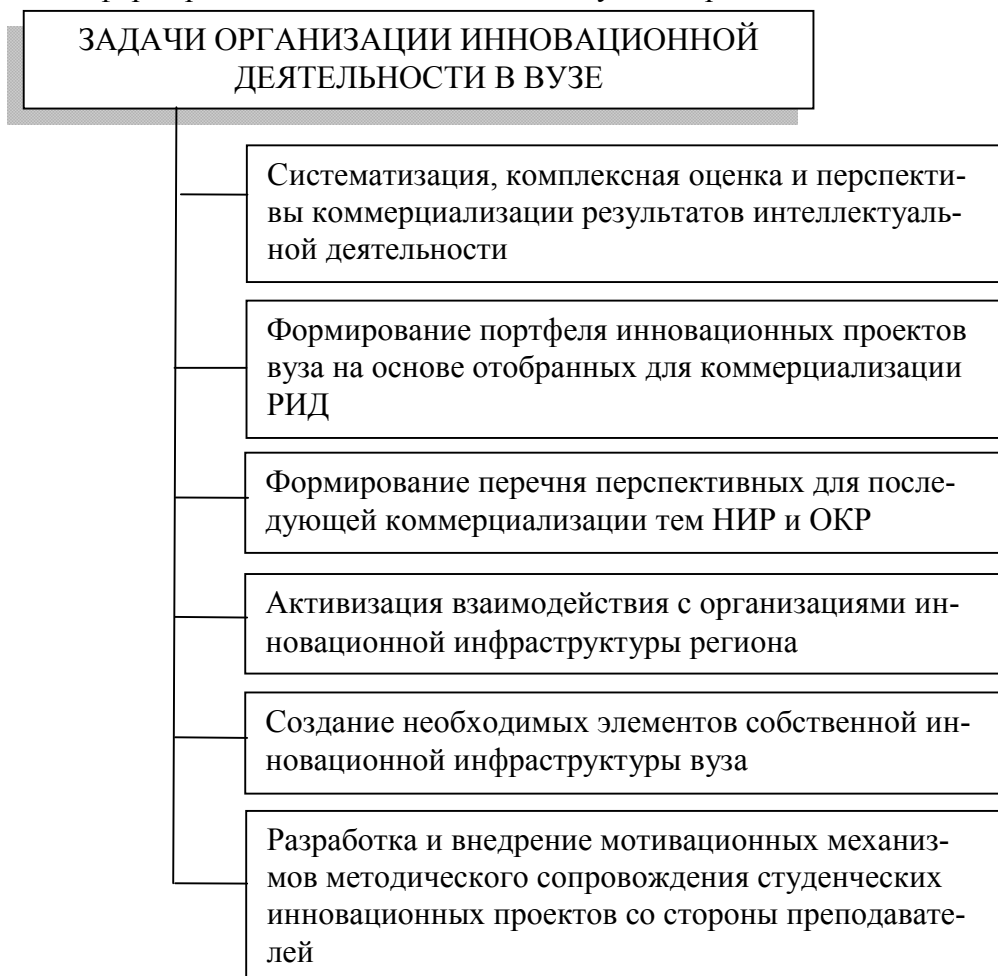 ЗАДАЧИ ОРГАНИЗАЦИИ ИННОВАЦИОННОЙ
ДЕЯТЕЛЬНОСТИ В ВУЗЕ
Систематизация, комплексная оценка и перспекти-
вы коммерциализации результатов интеллектуаль-
ной деятельности
Формирование портфеля инновационных проектов
вуза на основе отобранных для коммерциализации
РИД
Формирование перечня перспективных для после-
дующей коммерциализации тем НИР и ОКР
Активизация взаимодействия с организациями ин-
новационной инфраструктуры региона
Создание необходимых элементов собственной ин-
новационной инфраструктуры вуза
Разработка и внедрение мотивационных механиз-
мов методического сопровождения студенческих
инновационных проектов со стороны преподавате-
лей